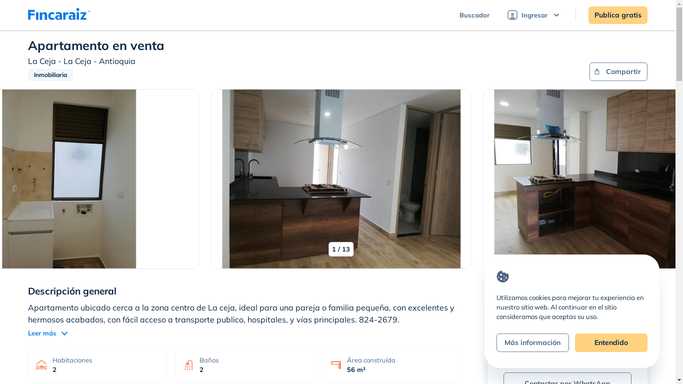 Fincaraiz
Buscador
Ingresar
Publica gratis
Apartamento en venta
La Ceja - La Ceja - Antioquia
Inmobiliaria
Compartir
1 / 13
Descripción general
Apartamento ubicado cerca a la zona centro de La ceja, ideal para una pareja o familia pequeña, con excelentes y
hermosos acabados, con fácil acceso a transporte publico, hospitales, y vías principales. 824-2679.
Leer más
Habitaciones
2
Baños
2
Área construida
56 m²
Utilizamos cookies para mejorar tu experiencia en
nuestro sitio web. Al continuar en el sitio
consideramos que aceptas su uso.
Más información
Entendido
Contactar por WhatsApp